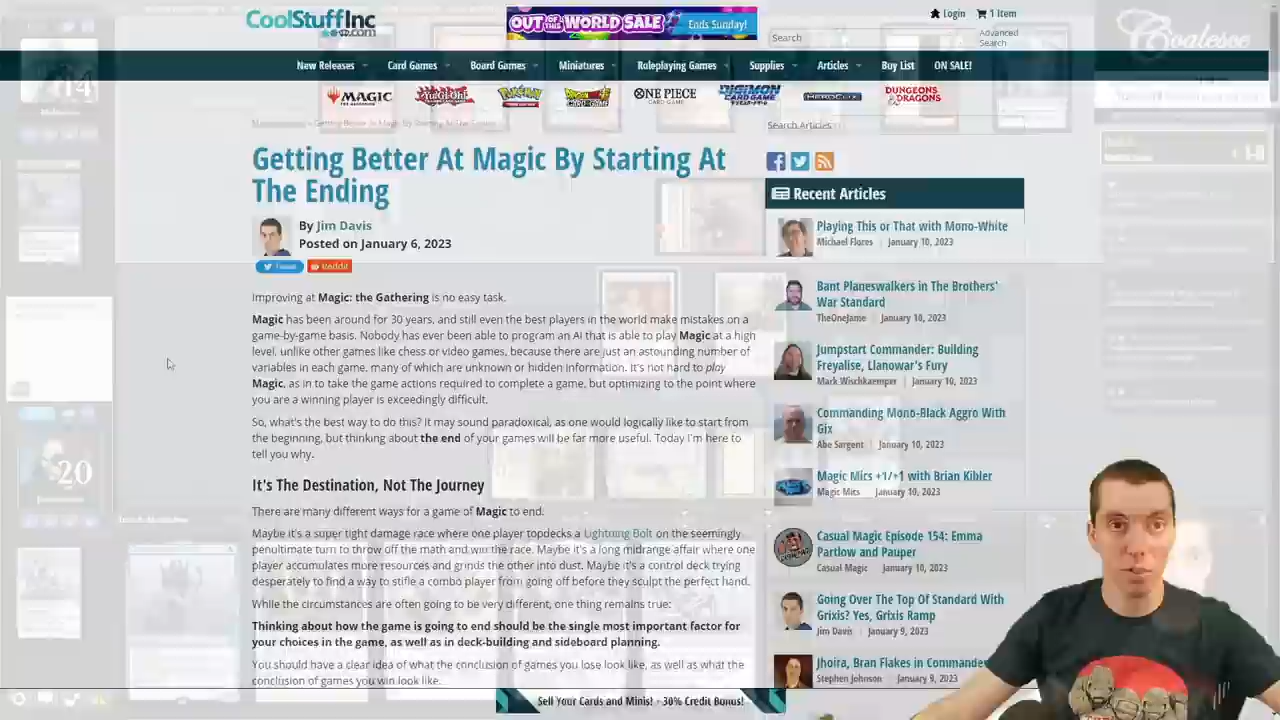 CoolStuffInc
.com
OUT OF THIS WORLD SALE Ends Sunday!
Login 1 Item
Search Advanced Search
New Releases Card Games Board Games Miniatures Roleplaying Games Supplies Articles Buy List ON SALE!
MAGIC Yu-Gi-Oh! Pokémon DRAGONBALL ONE PIECE CARD GAME DIGIMON CARD GAME HEROCLIX DUNGEONS & DRAGONS
Search Articles
Getting Better At Magic By Starting At
The Ending
By Jim Davis
Posted on January 6, 2023
Tweet Reddit
Improving at Magic: the Gathering is no easy task.
Magic has been around for 30 years, and still even the best players in the world make mistakes on a
game-by-game basis. Nobody has ever been able to program an AI that is able to play Magic at a high
level, unlike other games like chess or video games, because there are just an astounding number of
variables in each game, many of which are unknown or hidden information. It's not hard to play
Magic, as in to take the game actions required to complete a game, but optimizing to the point where
you are a winning player is exceedingly difficult.
So, what's the best way to do this? It may sound paradoxical, as one would logically like to start from
the beginning, but thinking about the end of your games will be far more useful. Today I'm here to
tell you why.
It's The Destination, Not The Journey
There are many different ways for a game of Magic to end.
Maybe it's a super tight damage race where one player topdecks a Lightning Bolt on the seemingly
penultimate turn to throw off the math and win the race. Maybe it's a long midrange affair where one
player accumulates more resources and grinds the other into dust. Maybe it's a control deck trying
desperately to find a way to stifle a combo player from going off before they sculpt the perfect hand.
While the circumstances are often going to be very different, one thing remains true:
Thinking about how the game is going to end should be the single most important factor for
your choices in the game, as well as in deck-building and sideboard planning.
You should have a clear idea of what the conclusion of games you lose look like, as well as what the
conclusion of games you win look like.
Recent Articles
Playing This or That with Mono-White
Michael Flores | January 10, 2023
Bant Planeswalkers in The Brothers'
War Standard
TheOneJame | January 10, 2023
Jumpstart Commander: Building
Freyalise, Llanowar's Fury
Mark Wischkaemper | January 10, 2023
Commanding Mono-Black Aggro With
Gix
Abe Sargent | January 10, 2023
Magic Mics +1/+1 with Brian Kibler
Magic Mics | January 10, 2023
Casual Magic Episode 154: Emma
Partlow and Pauper
Casual Magic | January 10, 2023
Going Over The Top Of Standard With
Grixis? Yes, Grixis Ramp
Jim Davis | January 9, 2023
Jhoira, Bran Flakes in Commander
Stephen Johnson | January 9, 2023
Sell Your Cards and Minis! - 30% Credit Bonus!
14
20